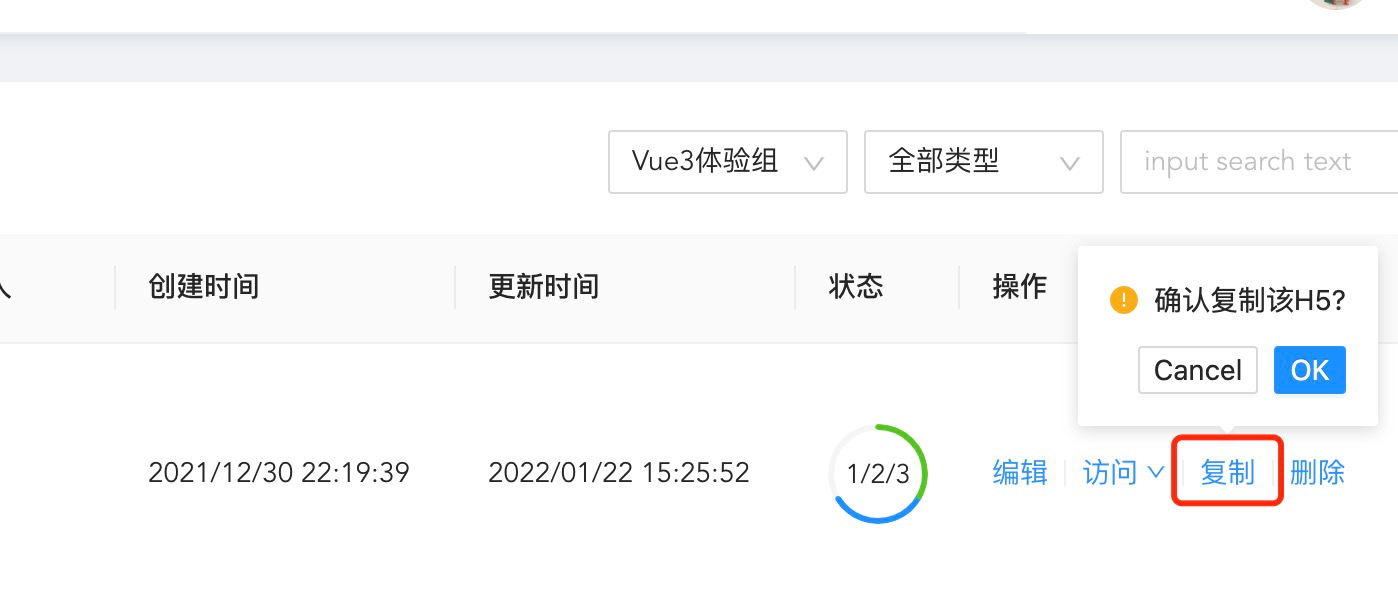 Vue3体验组
全部类型
input search text
人
创建时间
更新时间
状态
操作
确认复制该H5?
Cancel
OK
2021/12/30 22:19:39
2022/01/22 15:25:52
1/2/3
编辑
访问
复制
删除